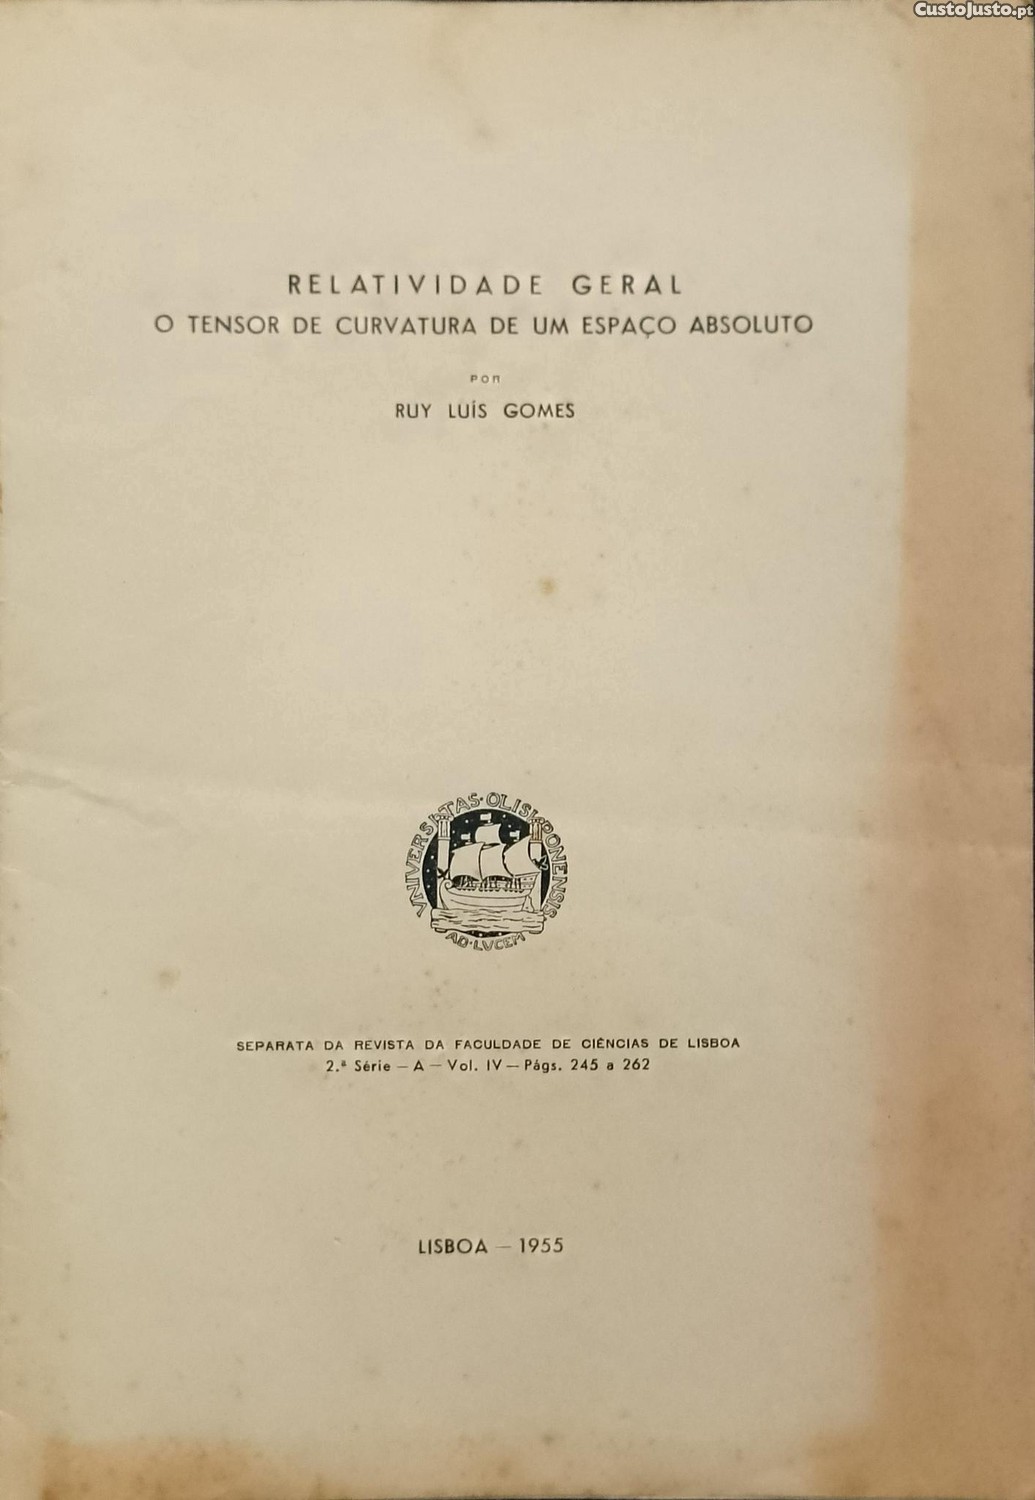 CustoJusto.pt
RELATIVIDADE GERAL
O TENSOR DE CURVATURA DE UM ESPAÇO ABSOLUTO
POR
RUY LUÍS GOMES
VNIVERSITAS·OLISIPONENSIS
AD·LVCEM
SEPARATA DA REVISTA DA FACULDADE DE CIÊNCIAS DE LISBOA
2.ª Série — A — Vol. IV — Págs. 245 a 262
LISBOA — 1955